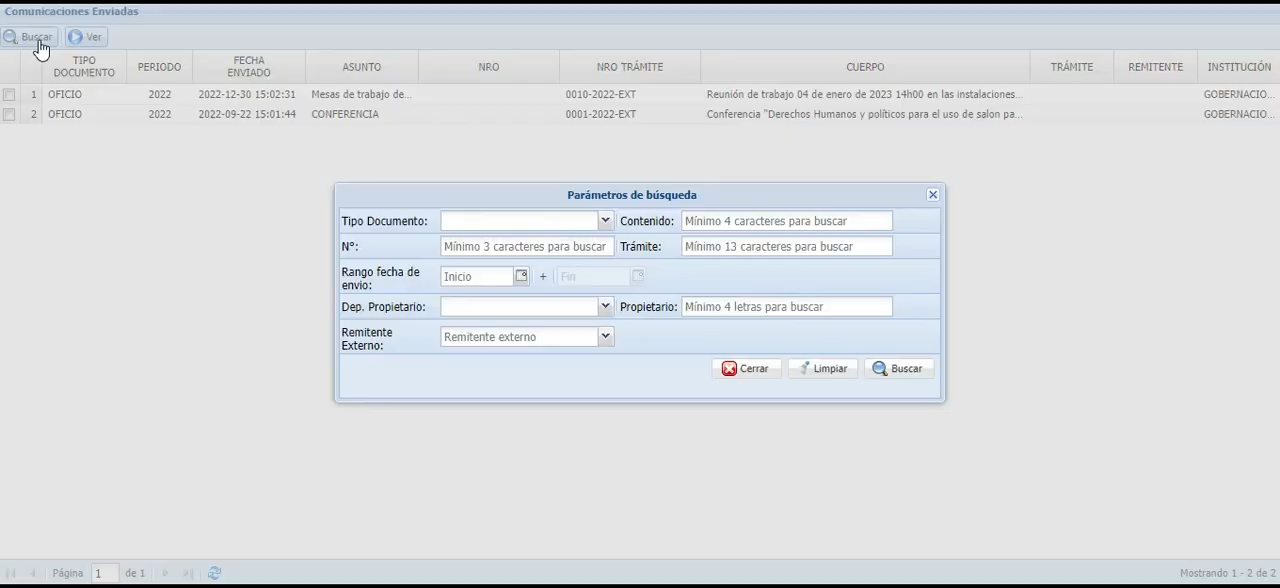 Comunicaciones Enviadas
Buscar Ver
TIPO DOCUMENTO PERIODO FECHA ENVIADO ASUNTO NRO NRO TRÁMITE CUERPO TRÁMITE REMITENTE INSTITUCIÓN
1 OFICIO 2022 2022-12-30 15:02:31 Mesas de trabajo de... 0010-2022-EXT Reunión de trabajo 04 de enero de 2023 14h00 en las instalaciones... GOBERNACIO...
2 OFICIO 2022 2022-09-22 15:01:44 CONFERENCIA 0001-2022-EXT Conferencia "Derechos Humanos y políticos para el uso de salon pa... GOBERNACIO...
Parámetros de búsqueda
Tipo Documento: Contenido: Mínimo 4 caracteres para buscar
N°: Mínimo 3 caracteres para buscar Trámite: Mínimo 13 caracteres para buscar
Rango fecha de envio: Inicio + Fin
Dep. Propietario: Propietario: Mínimo 4 letras para buscar
Remitente Externo: Remitente externo
Cerrar Limpiar Buscar
Página 1 de 1 Mostrando 1 - 2 de 2